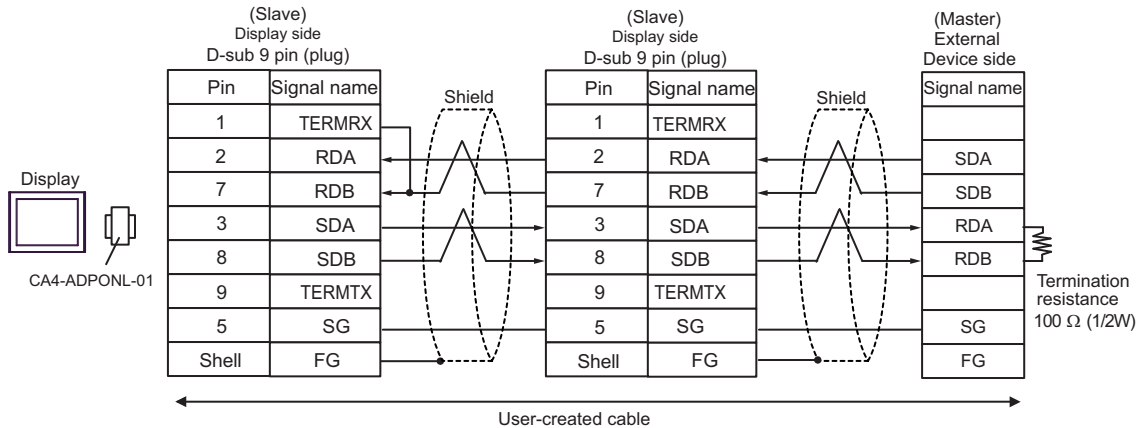 (Slave)
Display side
D-sub 9 pin (plug)
(Slave)
Display side
D-sub 9 pin (plug)
(Master)
External
Device side
Pin Signal name
1 TERMRX
2 RDA
7 RDB
3 SDA
8 SDB
9 TERMTX
5 SG
Shell FG
Shield
Pin Signal name
1 TERMRX
2 RDA
7 RDB
3 SDA
8 SDB
9 TERMTX
5 SG
Shell FG
Shield
Signal name
SDA
SDB
RDA
RDB
SG
FG
Display
CA4-ADPONL-01
Termination
resistance
100 Ω (1/2W)
User-created cable